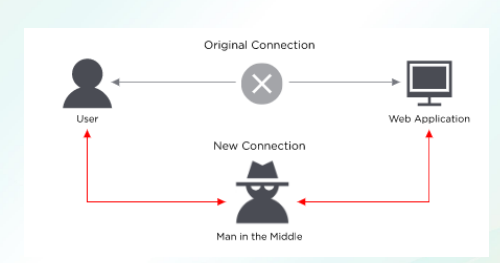 Original Connection
User
Web Application
New Connection
Man in the Middle